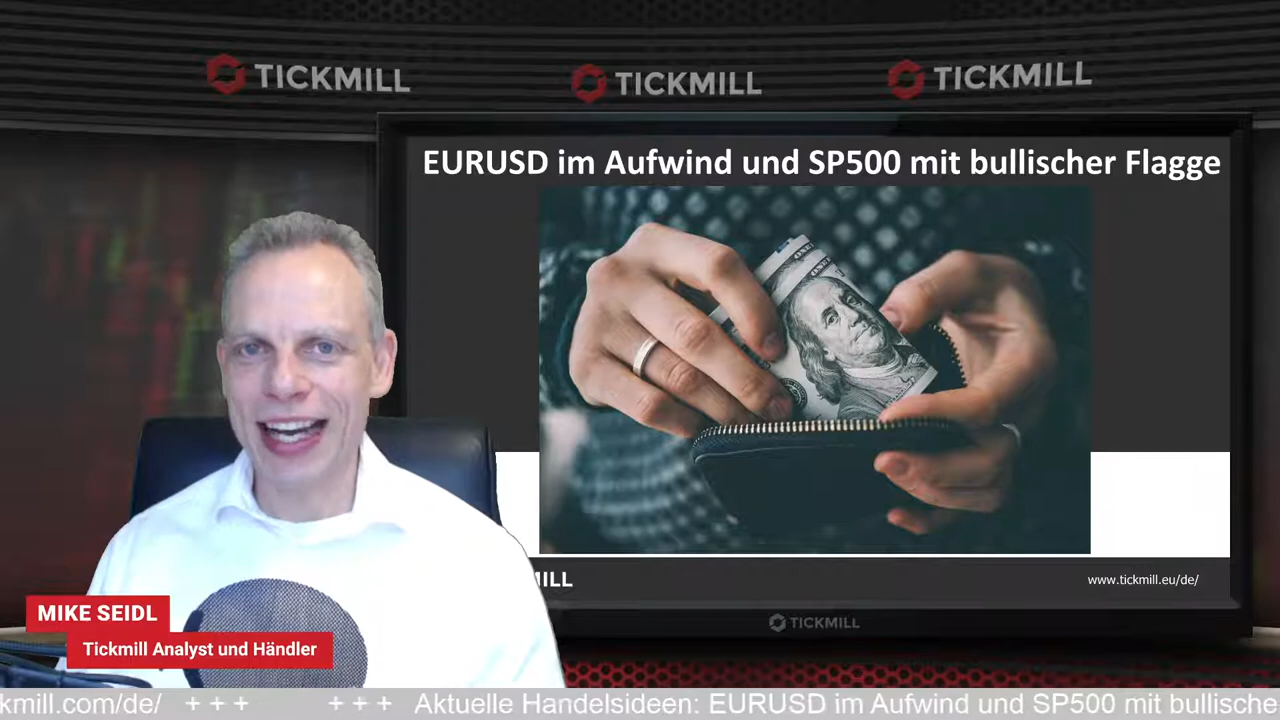 TICKMILL
TICKMILL
TICKMILL
EURUSD im Aufwind und SP500 mit bullischer Flagge
ILL
www.tickmill.eu/de/
TICKMILL
MIKE SEIDL
Tickmill Analyst und Händler
kmill.com/de/ +++ +++ Aktuelle Handelsideen: EURUSD im Aufwind und SP500 mit bullische